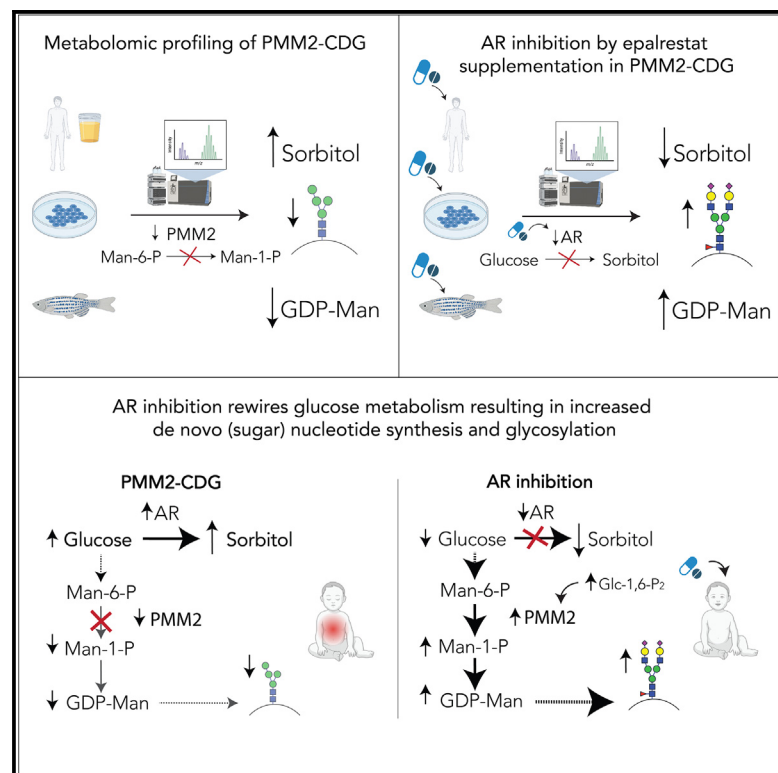 Metabolomic profiling of PMM2-CDG
Intensity
m/z
↑ Sorbitol
↓ PMM2
Man-6-P → Man-1-P
↓
↓ GDP-Man
AR inhibition by epalrestat
supplementation in PMM2-CDG
Intensity
m/z
↓ Sorbitol
↓ AR
Glucose → Sorbitol
↑
↑ GDP-Man
AR inhibition rewires glucose metabolism resulting in increased
de novo (sugar) nucleotide synthesis and glycosylation
PMM2-CDG
↑ AR
↑ Glucose → ↑ Sorbitol
Man-6-P
↓ PMM2
↓ Man-1-P
↓ GDP-Man
↓
AR inhibition
↓ AR
↓ Glucose → ↓ Sorbitol
Man-6-P
↑ Glc-1,6-P₂
↑ PMM2
↑ Man-1-P
↑ GDP-Man
↑